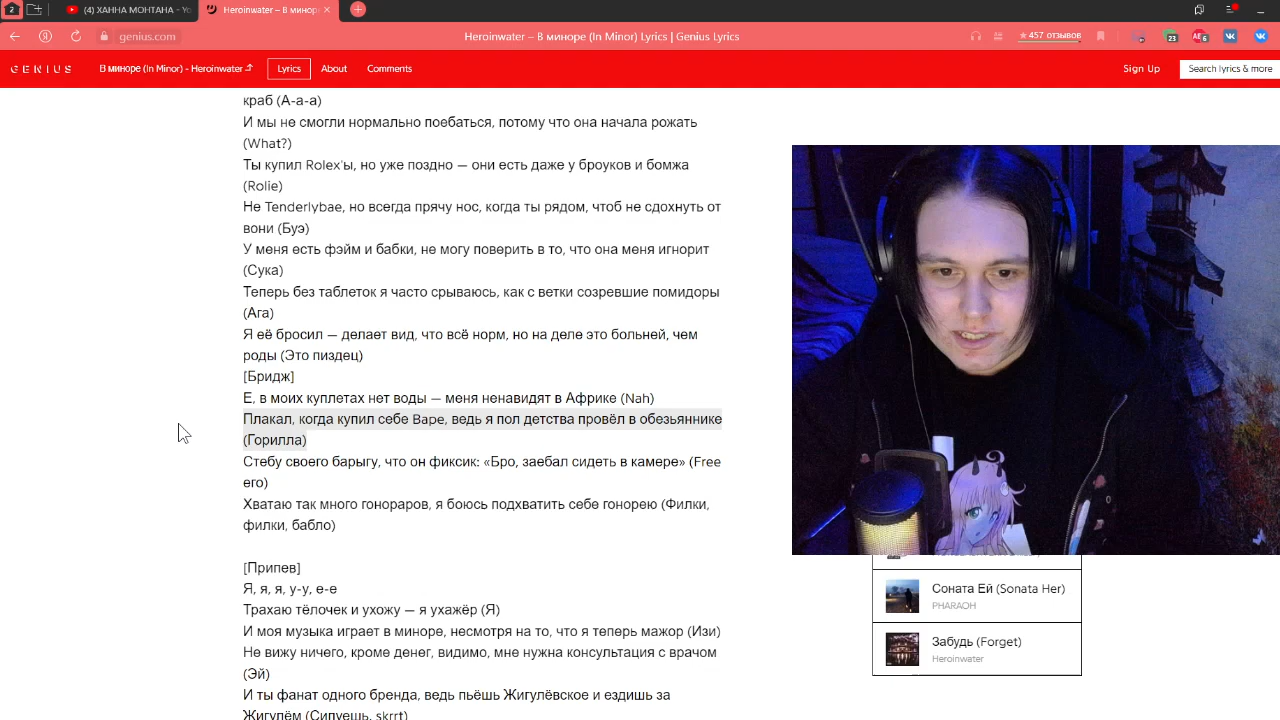 2
(4) ХАННА МОНТАНА - Yo
Heroinwater – В миноре
genius.com
Heroinwater – В миноре (In Minor) Lyrics | Genius Lyrics
★457 отзывов
23
6
GENIUS
В миноре (In Minor) - Heroinwater
Lyrics
About
Comments
Sign Up
Search lyrics & more
краб (А-а-а)
И мы не смогли нормально поебаться, потому что она начала рожать
(What?)
Ты купил Rolex'ы, но уже поздно — они есть даже у броуков и бомжа
(Rolie)
Не Tenderlybae, но всегда прячу нос, когда ты рядом, чтоб не сдохнуть от
вони (Буэ)
У меня есть фэйм и бабки, не могу поверить в то, что она меня игнорит
(Сука)
Теперь без таблеток я часто срываюсь, как с ветки созревшие помидоры
(Ага)
Я её бросил — делает вид, что всё норм, но на деле это больней, чем
роды (Это пиздец)
[Бридж]
Е, в моих куплетах нет воды — меня ненавидят в Африке (Nah)
Плакал, когда купил себе Bape, ведь я пол детства провёл в обезьяннике
(Горилла)
Стебу своего барыгу, что он фиксик: «Бро, заебал сидеть в камере» (Free
его)
Хватаю так много гонораров, я боюсь подхватить себе гонорею (Филки,
филки, бабло)
[Припев]
Я, я, я, у-у, е-е
Трахаю тёлочек и ухожу — я ухажёр (Я)
И моя музыка играет в миноре, несмотря на то, что я теперь мажор (Изи)
Не вижу ничего, кроме денег, видимо, мне нужна консультация с врачом
(Эй)
И ты фанат одного бренда, ведь пьёшь Жигулёвское и ездишь за
Жигулём (Сипуешь, skrrt)
Соната Ей (Sonata Her)
PHARAOH
Забудь (Forget)
Heroinwater